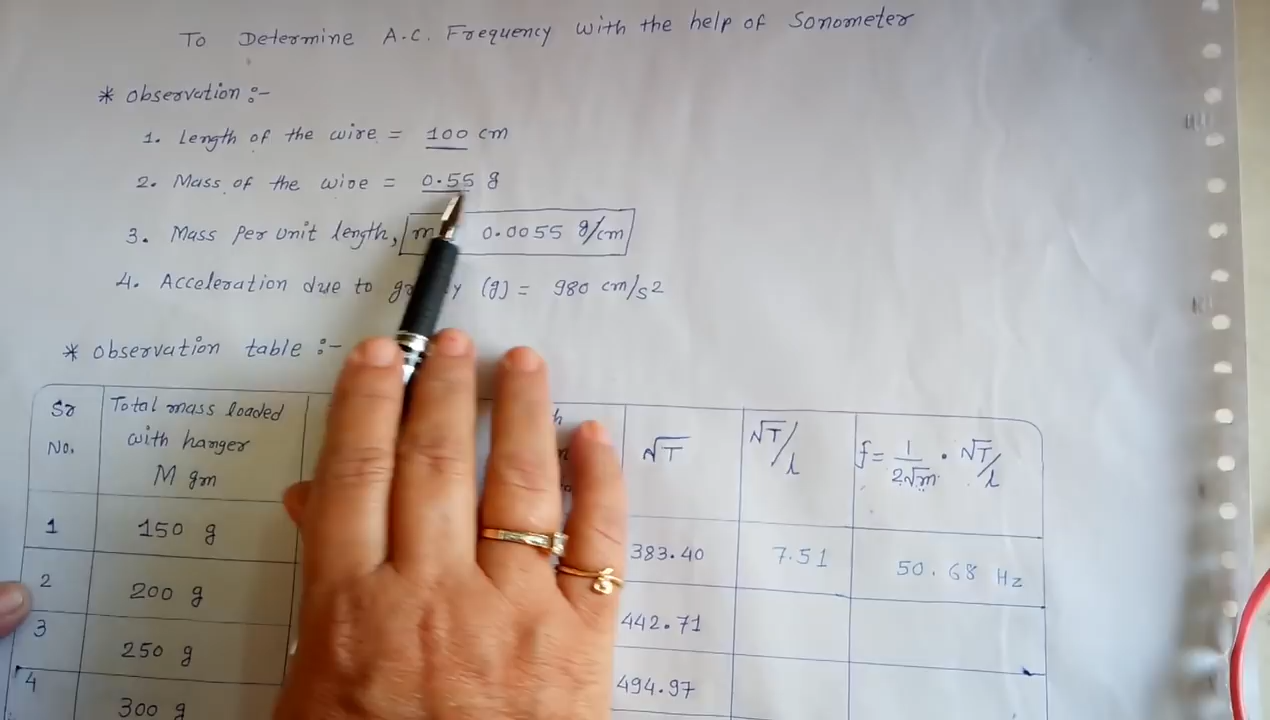 To Determine A.C. Frequency with the help of Sonometer
* Observation :-
1. Length of the wire = 100 cm
2. Mass of the wire = 0.55 g
3. Mass Per Unit length, m 0.0055 g/cm
4. Acceleration due to (g) = 980 cm/s2
* Observation table :-
Sr No. Total mass loaded with hanger M gm √T √T/l f = 1/2√m . √T/l
1 150 g 383.40 7.51 50.68 Hz
2 200 g 442.71
3 250 g 494.97
4 300 g